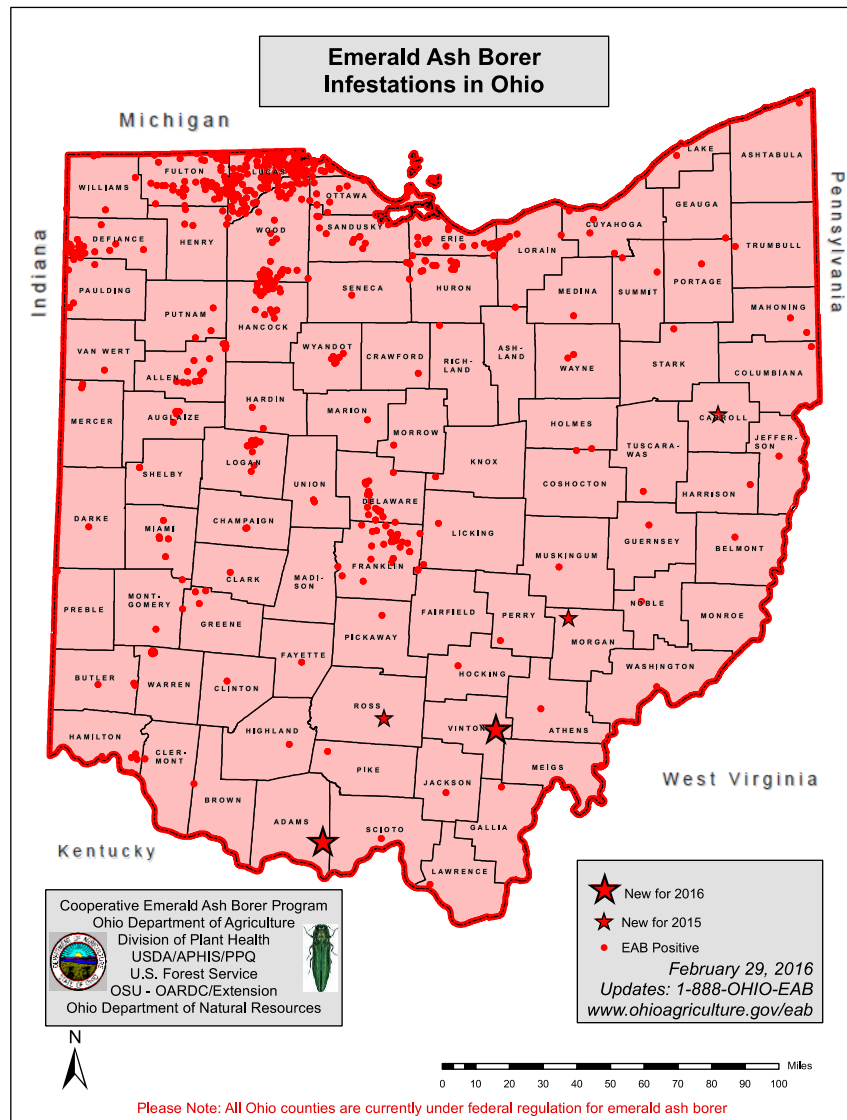 Emerald Ash Borer
Infestations in Ohio
Michigan
Indiana
Pennsylvania
West Virginia
Kentucky
WILLIAMS
FULTON
LUCAS
OTTAWA
LAKE
ASHTABULA
GEAUGA
DEFIANCE
HENRY
WOOD
SANDUSKY
ERIE
LORAIN
CUYAHOGA
TRUMBULL
PAULDING
SENECA
HURON
MEDINA
SUMMIT
PORTAGE
MAHONING
PUTNAM
HANCOCK
VAN WERT
ALLEN
WYANDOT
CRAWFORD
RICH-
LAND
ASH-
LAND
WAYNE
STARK
COLUMBIANA
MERCER
AUGLAIZE
HARDIN
MARION
MORROW
HOLMES
CARROLL
TUSCARA-
WAS
JEFFER-
SON
SHELBY
LOGAN
UNION
KNOX
COSHOCTON
HARRISON
DARKE
MIAMI
CHAMPAIGN
DELAWARE
LICKING
GUERNSEY
BELMONT
MUSKINGUM
CLARK
MADI-
SON
FRANKLIN
PREBLE
MONT-
GOMERY
GREENE
FAIRFIELD
PERRY
NOBLE
MONROE
PICKAWAY
MORGAN
FAYETTE
HOCKING
WASHINGTON
BUTLER
WARREN
CLINTON
ROSS
HAMILTON
CLER-
MONT
HIGHLAND
VINTON
ATHENS
PIKE
MEIGS
JACKSON
BROWN
ADAMS
SCIOTO
GALLIA
LAWRENCE
Cooperative Emerald Ash Borer Program
Ohio Department of Agriculture
Division of Plant Health
USDA/APHIS/PPQ
U.S. Forest Service
OSU - OARDC/Extension
Ohio Department of Natural Resources
New for 2016
New for 2015
EAB Positive
February 29, 2016
Updates: 1-888-OHIO-EAB
www.ohioagriculture.gov/eab
N
Miles
0 10 20 40 60 80 100
Please Note: All Ohio counties are currently under federal regulation for emerald ash borer